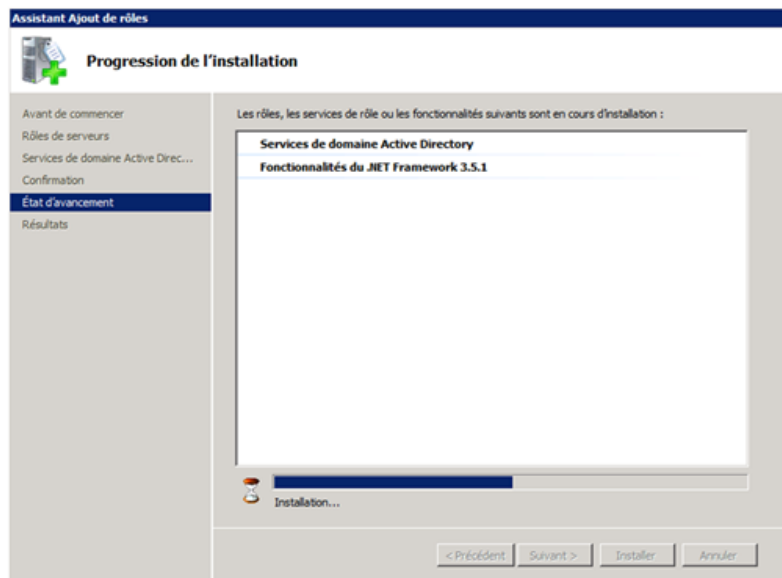 Assistant Ajout de rôles
Progression de l'installation
Avant de commencer
Rôles de serveurs
Services de domaine Active Direc...
Confirmation
État d'avancement
Résultats
Les rôles, les services de rôle ou les fonctionnalités suivants sont en cours d'installation :
Services de domaine Active Directory
Fonctionnalités du .NET Framework 3.5.1
Installation...
< Précédent
Suivant >
Installer
Annuler